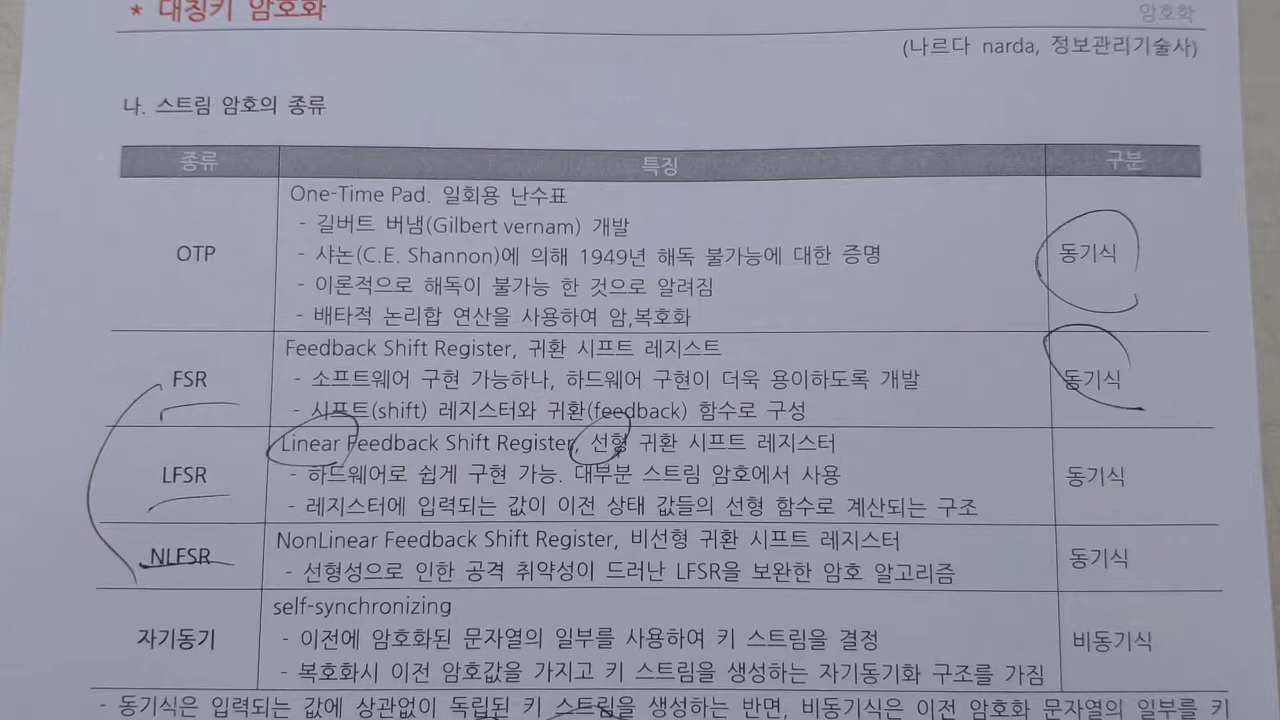 * 대칭키 암호화
암호학
(나르다 narda, 정보관리기술사)
나. 스트림 암호의 종류
종류 특징 구분
One-Time Pad. 일회용 난수표
- 길버트 버냄(Gilbert vernam) 개발
OTP - 샤논(C.E. Shannon)에 의해 1949년 해독 불가능에 대한 증명 동기식
- 이론적으로 해독이 불가능 한 것으로 알려짐
- 배타적 논리합 연산을 사용하여 암,복호화
Feedback Shift Register, 귀환 시프트 레지스트
FSR - 소프트웨어 구현 가능하나, 하드웨어 구현이 더욱 용이하도록 개발 동기식
- 시프트(shift) 레지스터와 귀환(feedback) 함수로 구성
Linear Feedback Shift Register, 선형 귀환 시프트 레지스터
LFSR - 하드웨어로 쉽게 구현 가능. 대부분 스트림 암호에서 사용 동기식
- 레지스터에 입력되는 값이 이전 상태 값들의 선형 함수로 계산되는 구조
NonLinear Feedback Shift Register, 비선형 귀환 시프트 레지스터
NLFSR - 선형성으로 인한 공격 취약성이 드러난 LFSR을 보완한 암호 알고리즘 동기식
self-synchronizing
자기동기 - 이전에 암호화된 문자열의 일부를 사용하여 키 스트림을 결정 비동기식
- 복호화시 이전 암호값을 가지고 키 스트림을 생성하는 자기동기화 구조를 가짐
- 동기식은 입력되는 값에 상관없이 독립된 키 스트림을 생성하는 반면, 비동기식은 이전 암호화 문자열의 일부를 키